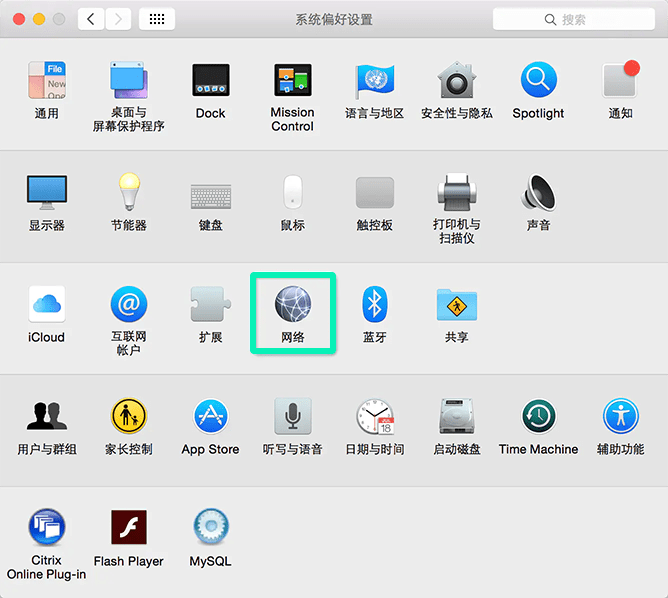 系统偏好设置
搜索
File
New
Ope
通用
桌面与
屏幕保护程序
Dock
Mission
Control
语言与地区
安全性与隐私
Spotlight
通知
显示器
节能器
键盘
鼠标
触控板
打印机与
扫描仪
声音
iCloud
互联网
帐户
扩展
网络
蓝牙
共享
用户与群组
家长控制
App Store
听写与语音
JUL
18
日期与时间
启动磁盘
Time Machine
辅助功能
Citrix
Online Plug-in
Flash Player
MySQL